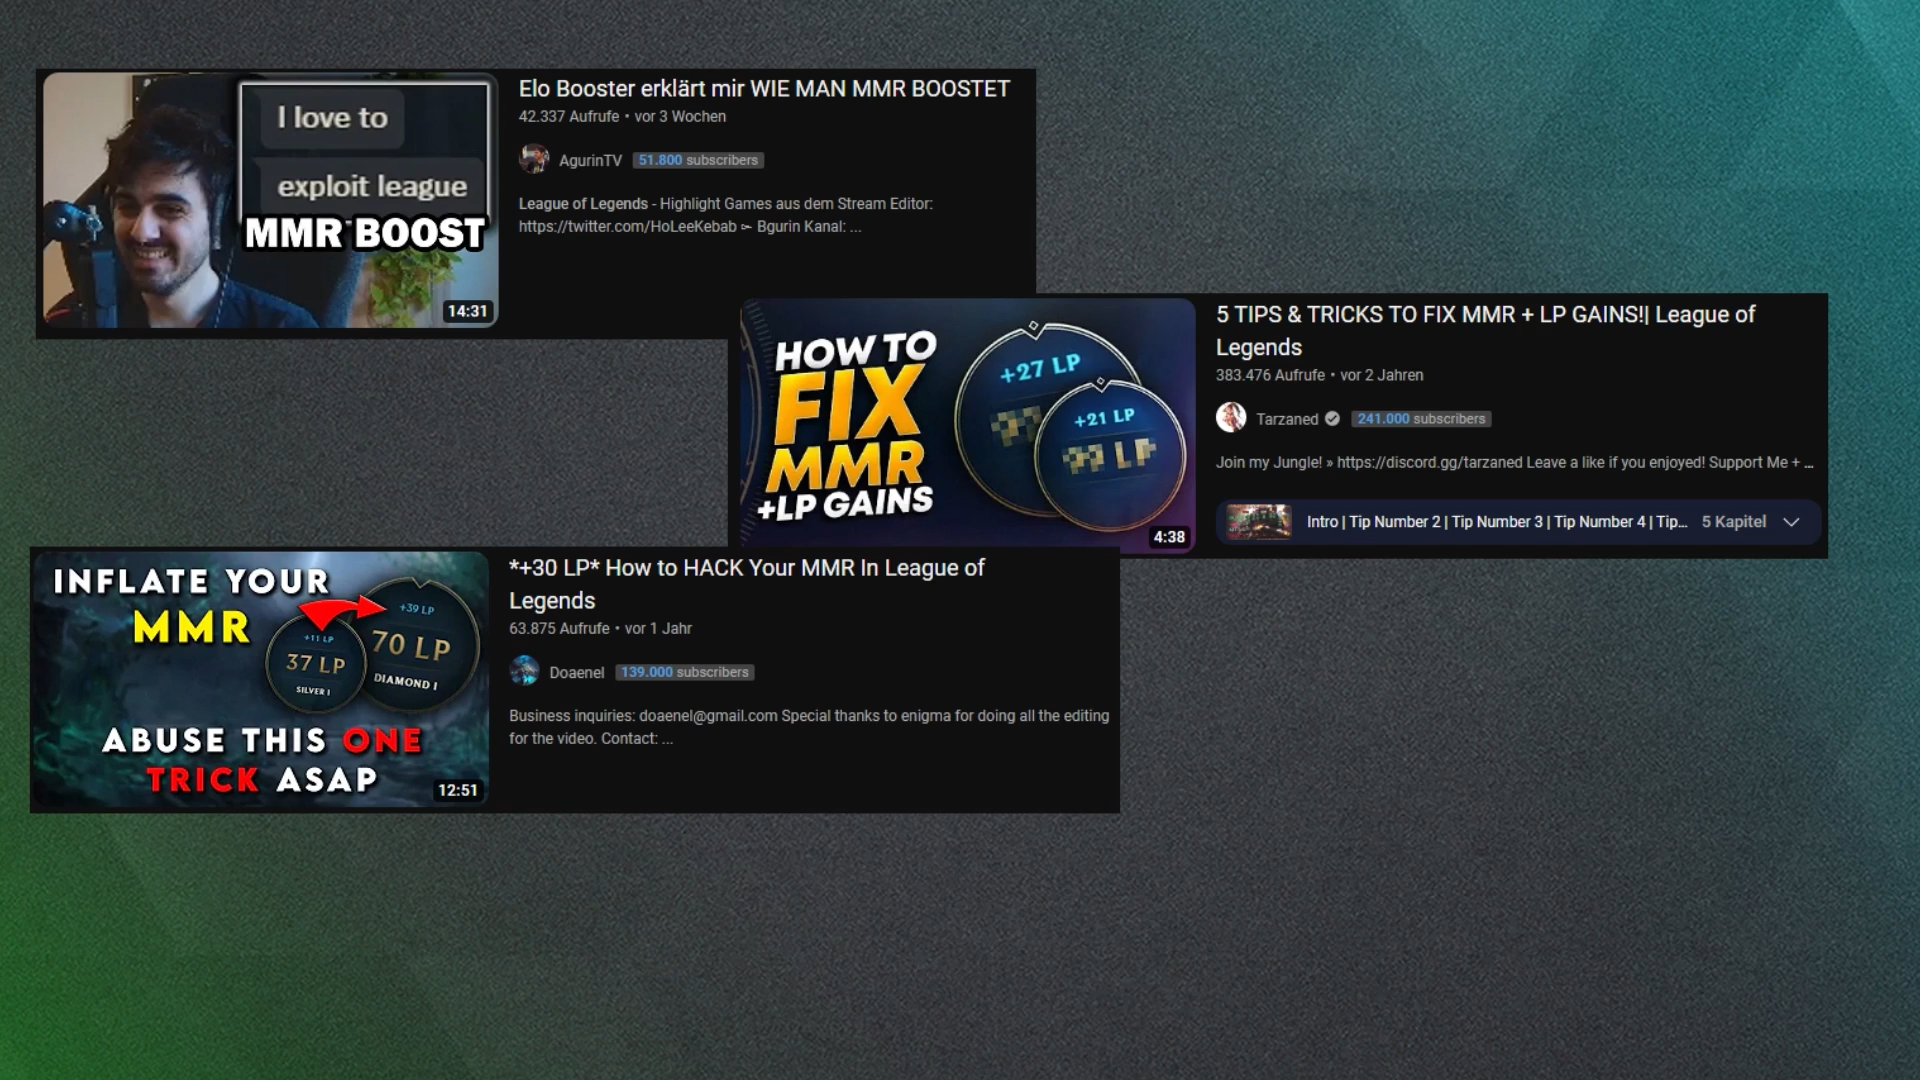 I love to
exploit league
MMR BOOST
14:31
Elo Booster erklärt mir WIE MAN MMR BOOSTET
42.337 Aufrufe • vor 3 Wochen
AgurinTV 51.800 subscribers
League of Legends - Highlight Games aus dem Stream Editor:
https://twitter.com/HoLeeKebab ➳ Bgurin Kanal: ...
HOW TO
FIX
MMR
+LP GAINS
+27 LP
+21 LP
99 LP
4:38
5 TIPS & TRICKS TO FIX MMR + LP GAINS!| League of
Legends
383.476 Aufrufe • vor 2 Jahren
Tarzaned 241.000 subscribers
Join my Jungle! » https://discord.gg/tarzaned Leave a like if you enjoyed! Support Me + ...
Intro | Tip Number 2 | Tip Number 3 | Tip Number 4 | Tip... 5 Kapitel
INFLATE YOUR
MMR
+11 LP
37 LP
SILVER I
+39 LP
70 LP
DIAMOND I
ABUSE THIS ONE
TRICK ASAP
12:51
*+30 LP* How to HACK Your MMR In League of
Legends
63.875 Aufrufe • vor 1 Jahr
Doaenel 139.000 subscribers
Business inquiries: doaenel@gmail.com Special thanks to enigma for doing all the editing
for the video. Contact: ...